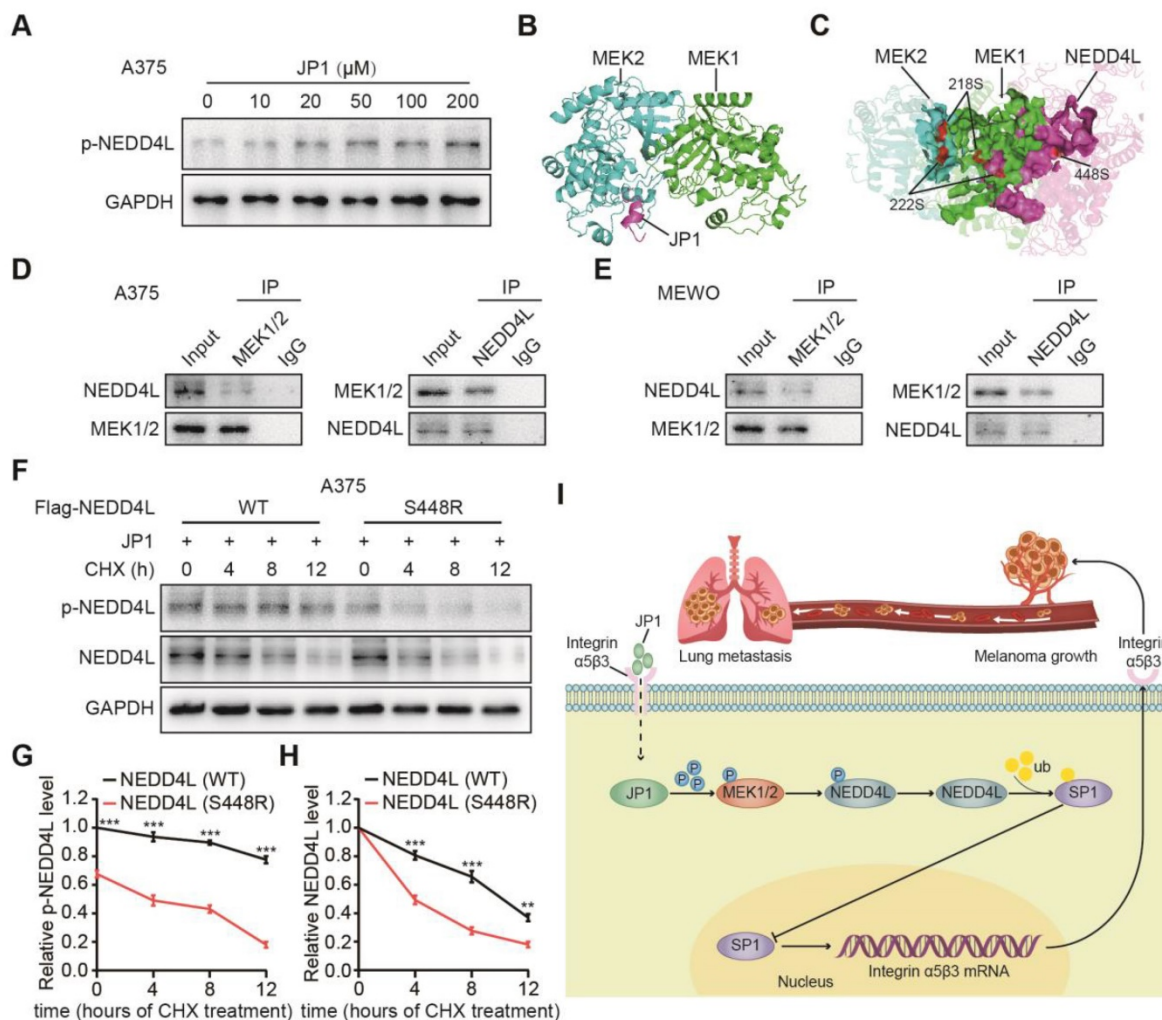 A
A375
JP1 (µM)
0 10 20 50 100 200
p-NEDD4L
GAPDH
B
MEK2 MEK1
JP1
C
MEK2 MEK1 NEDD4L
218S
448S
222S
D
A375
IP
Input MEK1/2 IgG
NEDD4L
MEK1/2
IP
Input NEDD4L IgG
MEK1/2
NEDD4L
E
MEWO
IP
Input MEK1/2 IgG
NEDD4L
MEK1/2
IP
Input NEDD4L IgG
MEK1/2
NEDD4L
F
A375
Flag-NEDD4L WT S448R
JP1 + + + + + + + +
CHX (h) 0 4 8 12 0 4 8 12
p-NEDD4L
NEDD4L
GAPDH
G
NEDD4L (WT)
NEDD4L (S448R)
Relative p-NEDD4L level
1.2
1.0
0.8
0.6
0.4
0.2
0.0
*** *** *** ***
0 4 8 12
time (hours of CHX treatment)
H
NEDD4L (WT)
NEDD4L (S448R)
Relative NEDD4L level
1.2
1.0
0.8
0.6
0.4
0.2
0.0
*** *** **
0 4 8 12
time (hours of CHX treatment)
I
JP1
Integrin
α5β3
Lung metastasis
Melanoma growth
Integrin
α5β3
P P P P P ub
JP1 MEK1/2 NEDD4L NEDD4L SP1
SP1
Integrin α5β3 mRNA
Nucleus